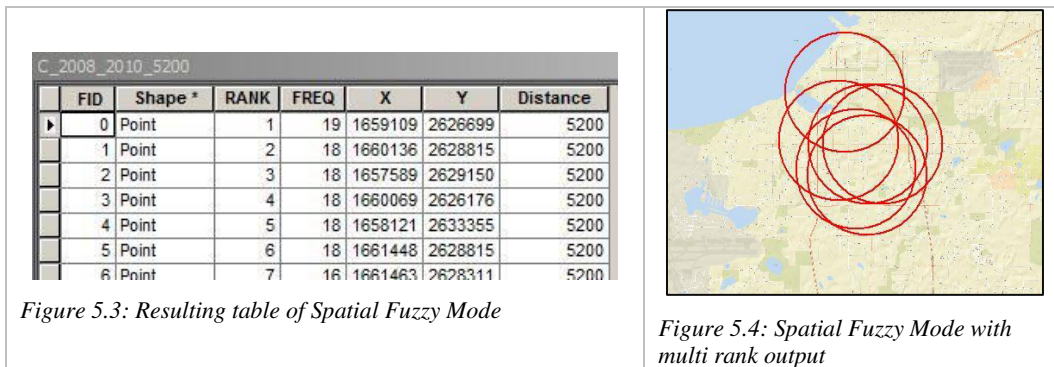 C_2008_2010_5200
FID Shape * RANK FREQ X Y Distance
0 Point 1 19 1659109 2626699 5200
1 Point 2 18 1660136 2628815 5200
2 Point 3 18 1657589 2629150 5200
3 Point 4 18 1660069 2626176 5200
4 Point 5 18 1658121 2633355 5200
5 Point 6 18 1661448 2628815 5200
6 Point 7 16 1661463 2628311 5200
Figure 5.3: Resulting table of Spatial Fuzzy Mode
Figure 5.4: Spatial Fuzzy Mode with
multi rank output